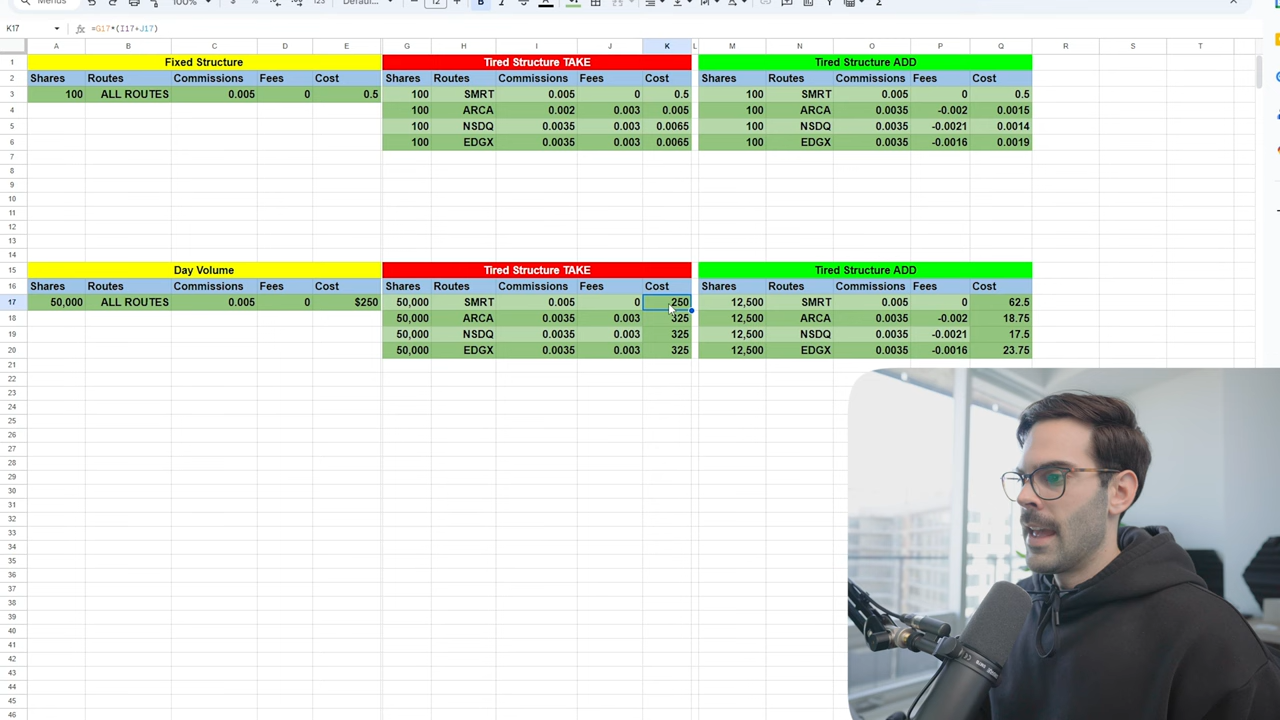 Menus 100% $ % .0 .00 123 Defaul... 12 B I A
K17 fx =G17*(I17+J17)
A B C D E G H I J K L M N O P Q R S T
1 Fixed Structure Tired Structure TAKE Tired Structure ADD
2 Shares Routes Commissions Fees Cost Shares Routes Commissions Fees Cost Shares Routes Commissions Fees Cost
3 100 ALL ROUTES 0.005 0 0.5 100 SMRT 0.005 0 0.5 100 SMRT 0.005 0 0.5
4 100 ARCA 0.002 0.003 0.005 100 ARCA 0.0035 -0.002 0.0015
5 100 NSDQ 0.0035 0.003 0.0065 100 NSDQ 0.0035 -0.0021 0.0014
6 100 EDGX 0.0035 0.003 0.0065 100 EDGX 0.0035 -0.0016 0.0019
7
8
9
10
11
12
13
14
15 Day Volume Tired Structure TAKE Tired Structure ADD
16 Shares Routes Commissions Fees Cost Shares Routes Commissions Fees Cost Shares Routes Commissions Fees Cost
17 50,000 ALL ROUTES 0.005 0 $250 50,000 SMRT 0.005 0 250 12,500 SMRT 0.005 0 62.5
18 50,000 ARCA 0.0035 0.003 325 12,500 ARCA 0.0035 -0.002 18.75
19 50,000 NSDQ 0.0035 0.003 325 12,500 NSDQ 0.0035 -0.0021 17.5
20 50,000 EDGX 0.0035 0.003 325 12,500 EDGX 0.0035 -0.0016 23.75
21
22
23
24
25
26
27
28
29
30
31
32
33
34
35
36
37
38
39
40
41
42
43
44
45
46